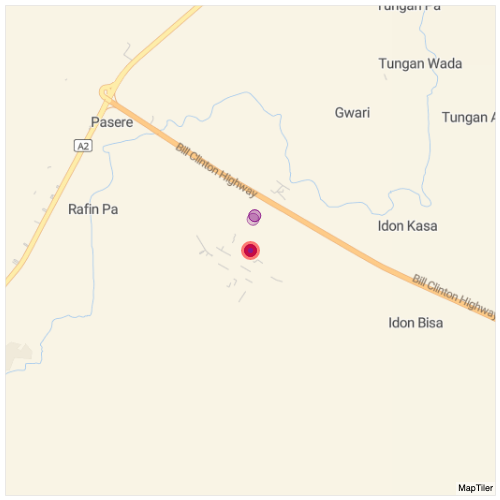 Tungan Pa
Tungan Wada
Gwari
Tungan A
Pasere
A2
Bill Clinton Highway
Rafin Pa
Idon Kasa
Bill Clinton Highway
Idon Bisa
MapTiler